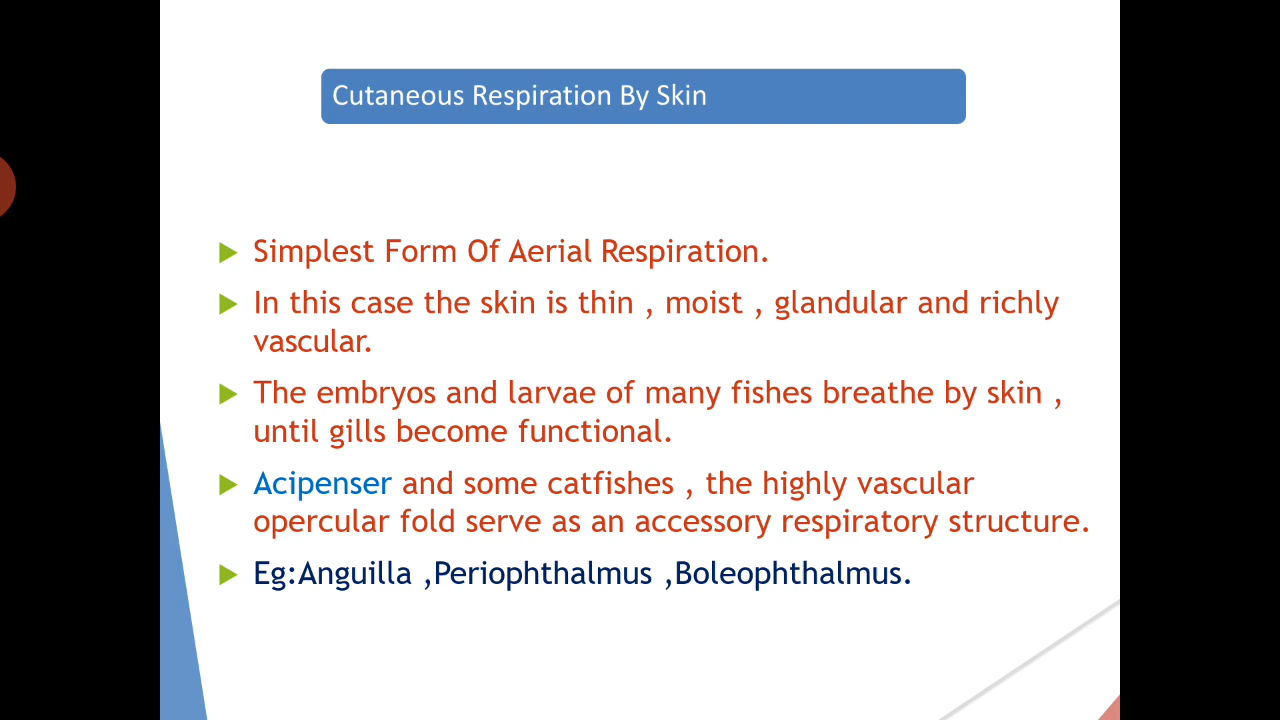 Cutaneous Respiration By Skin
Simplest Form Of Aerial Respiration.
In this case the skin is thin , moist , glandular and richly
vascular.
The embryos and larvae of many fishes breathe by skin ,
until gills become functional.
Acipenser and some catfishes , the highly vascular
opercular fold serve as an accessory respiratory structure.
Eg:Anguilla ,Periophthalmus ,Boleophthalmus.